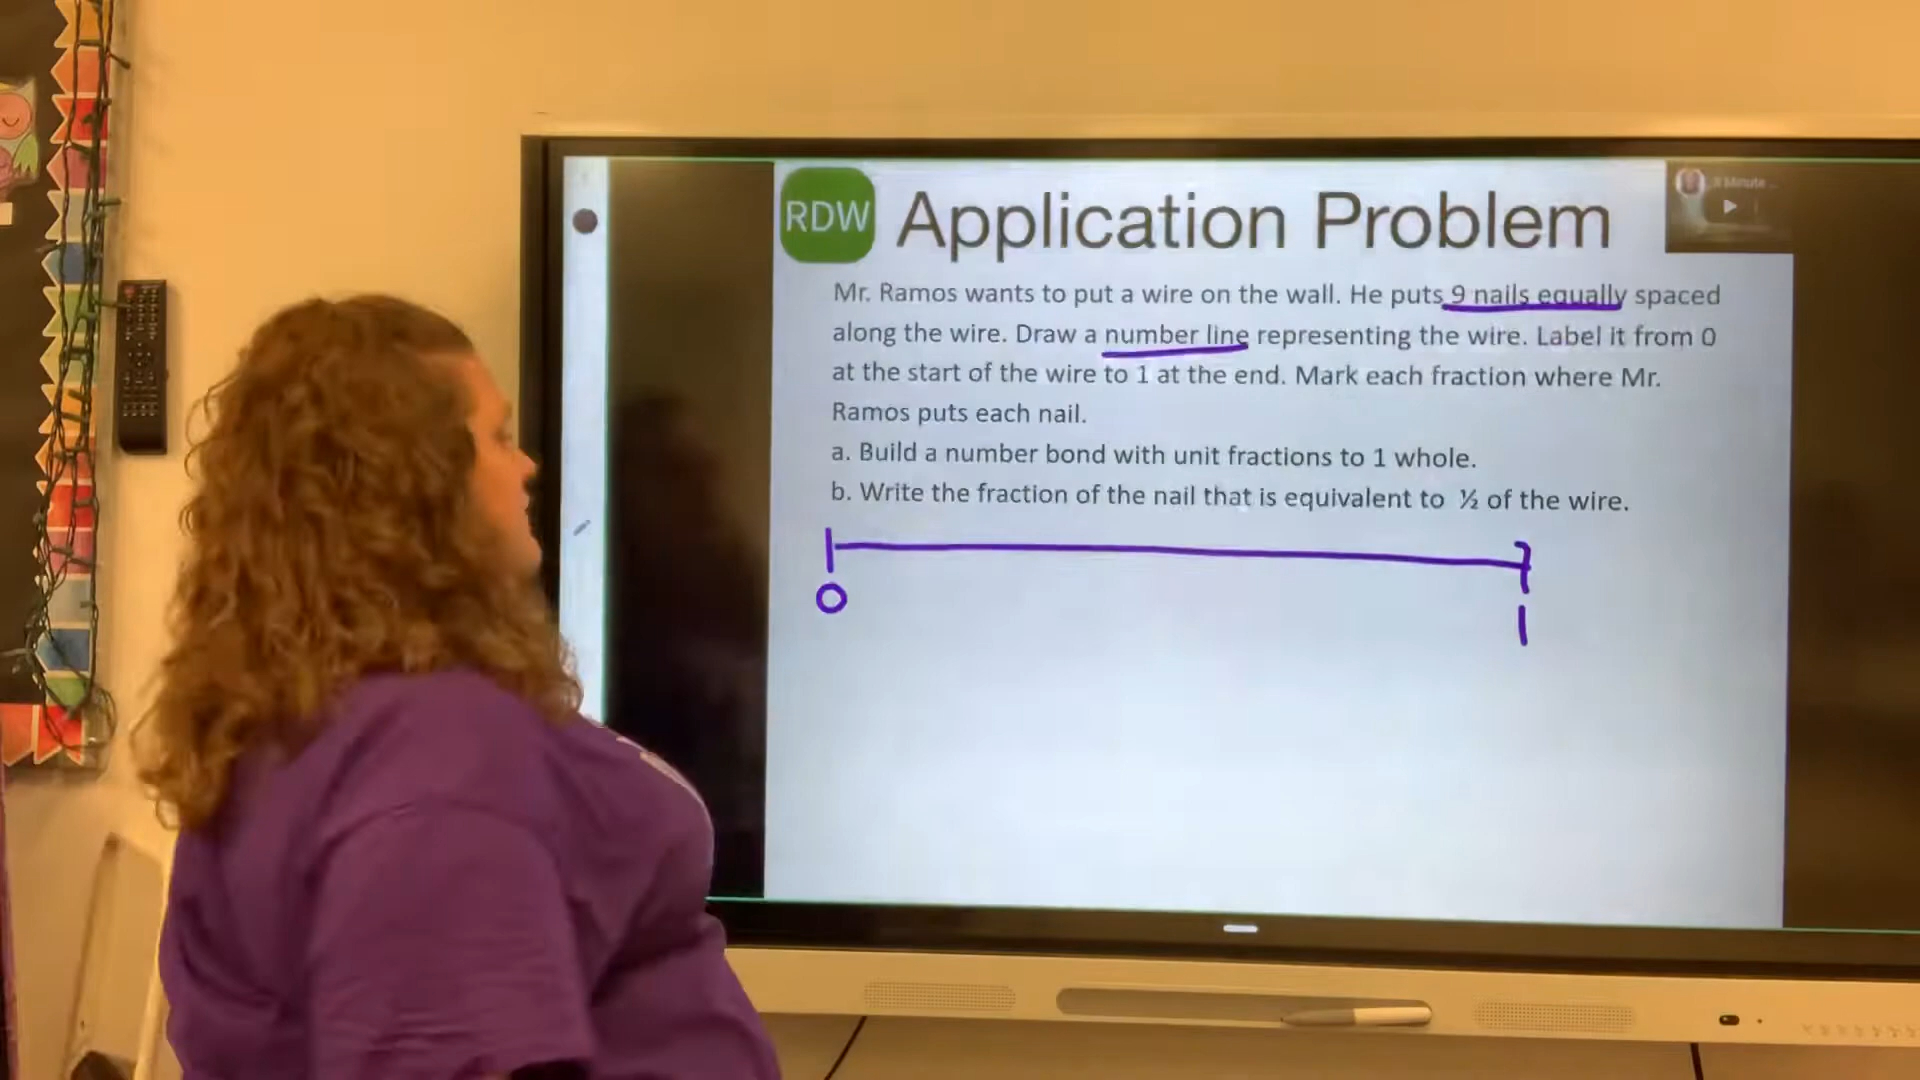 RDW Application Problem
Mr. Ramos wants to put a wire on the wall. He puts 9 nails equally spaced
along the wire. Draw a number line representing the wire. Label it from 0
at the start of the wire to 1 at the end. Mark each fraction where Mr.
Ramos puts each nail.
a. Build a number bond with unit fractions to 1 whole.
b. Write the fraction of the nail that is equivalent to ½ of the wire.
0 1